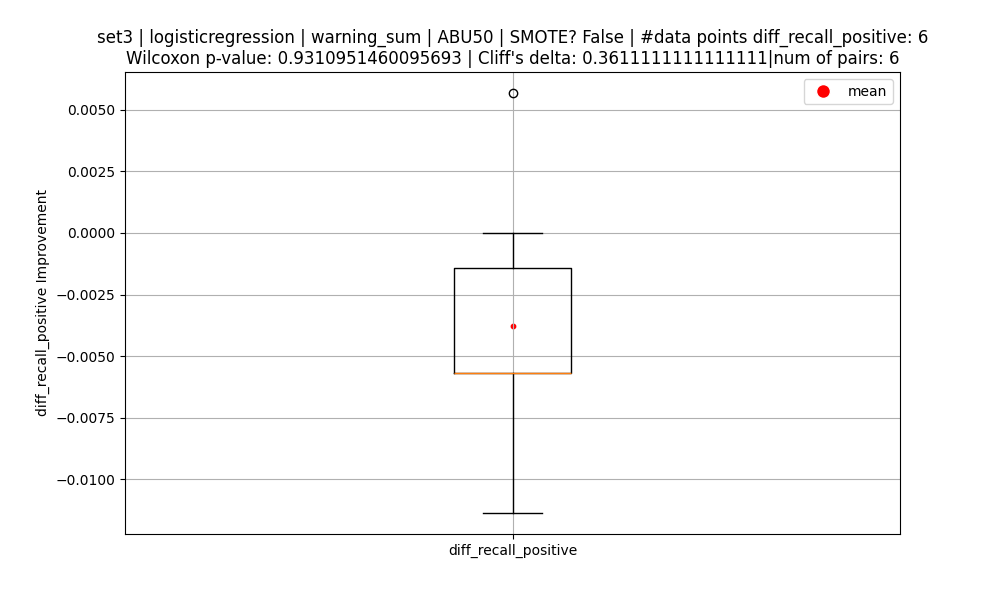 set3 | logisticregression | warning_sum | ABU50 | SMOTE? False | #data points diff_recall_positive: 6
Wilcoxon p-value: 0.9310951460095693 | Cliff's delta: 0.3611111111111111|num of pairs: 6
mean
0.0050
0.0025
0.0000
−0.0025
−0.0050
−0.0075
−0.0100
diff_recall_positive Improvement
diff_recall_positive